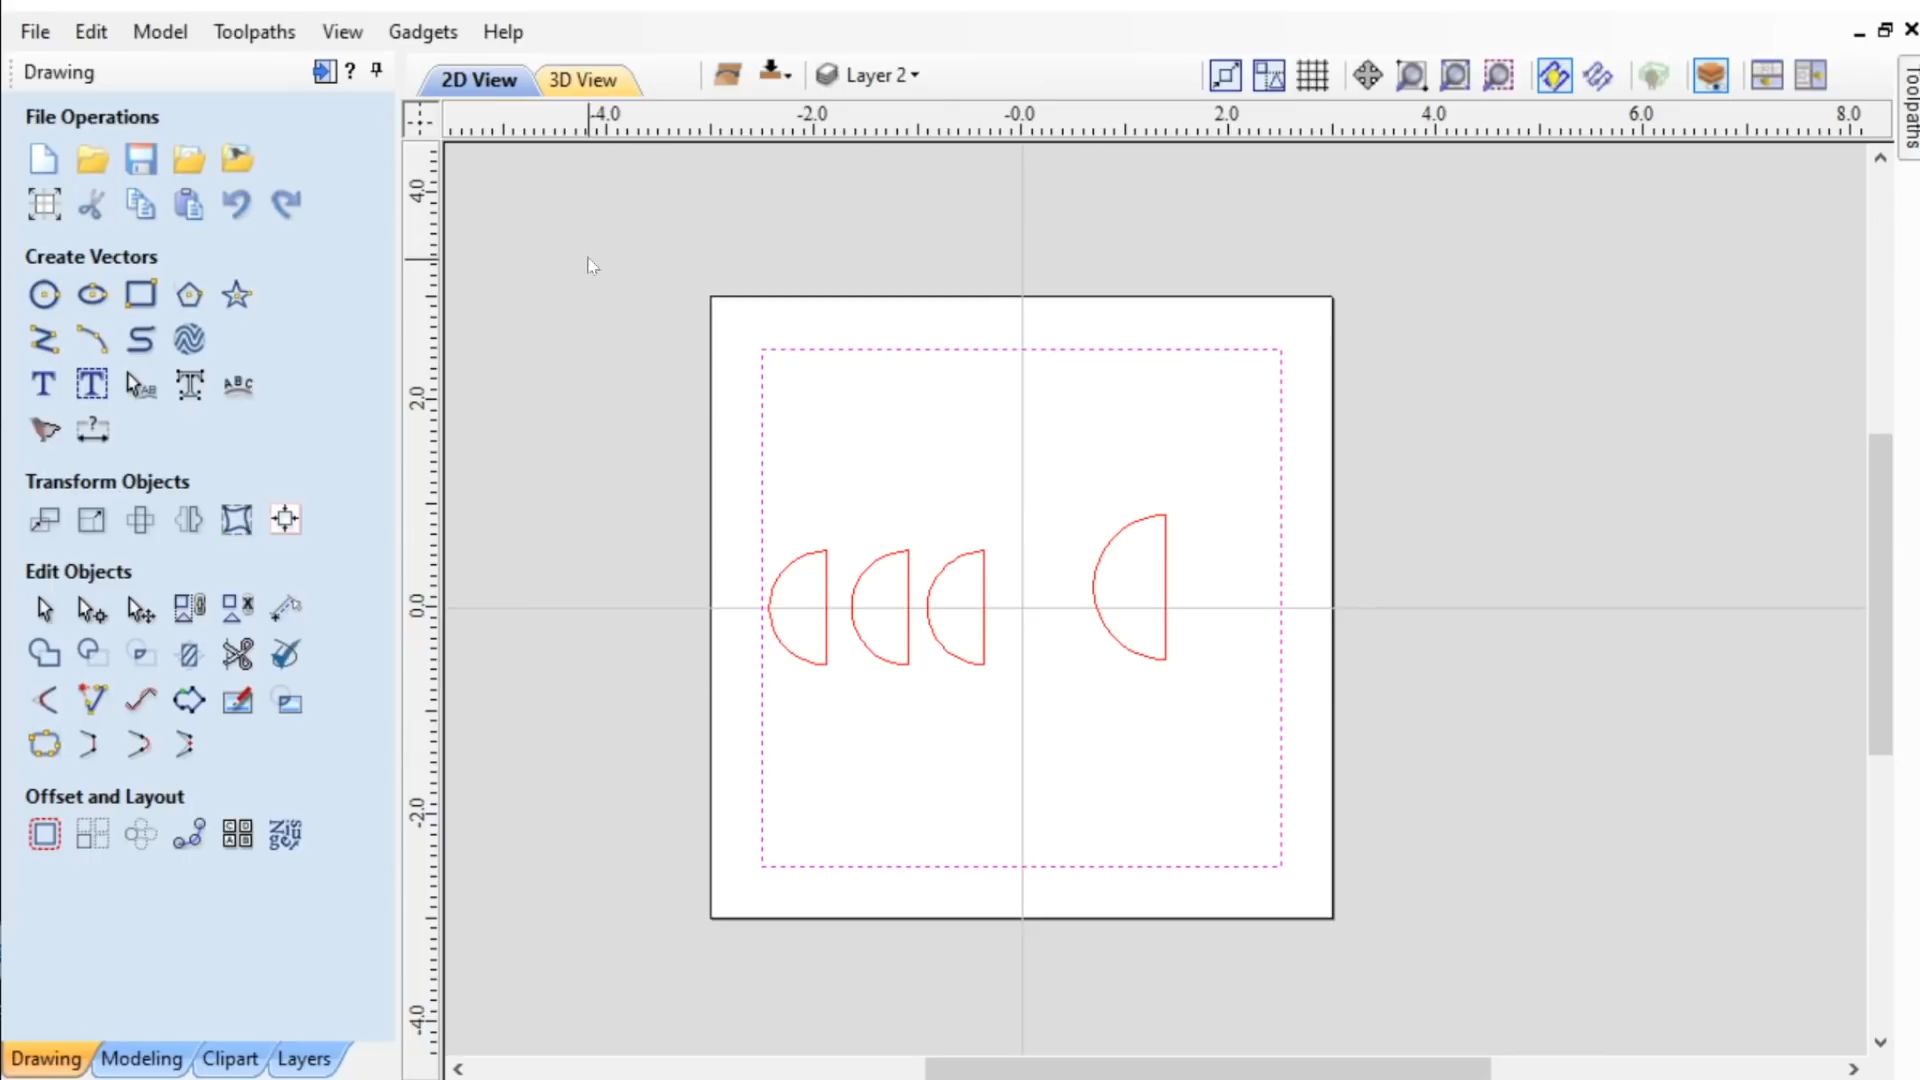 File Edit Model Toolpaths View Gadgets Help
Drawing ?
2D View 3D View Layer 2
Toolpaths
File Operations
-4.0 -2.0 -0.0 2.0 4.0 6.0 8.0
4.0
2.0
0.0
-2.0
-4.0
Create Vectors
T T AB T ABC
?
Transform Objects
Edit Objects
Offset and Layout
Drawing Modeling Clipart Layers